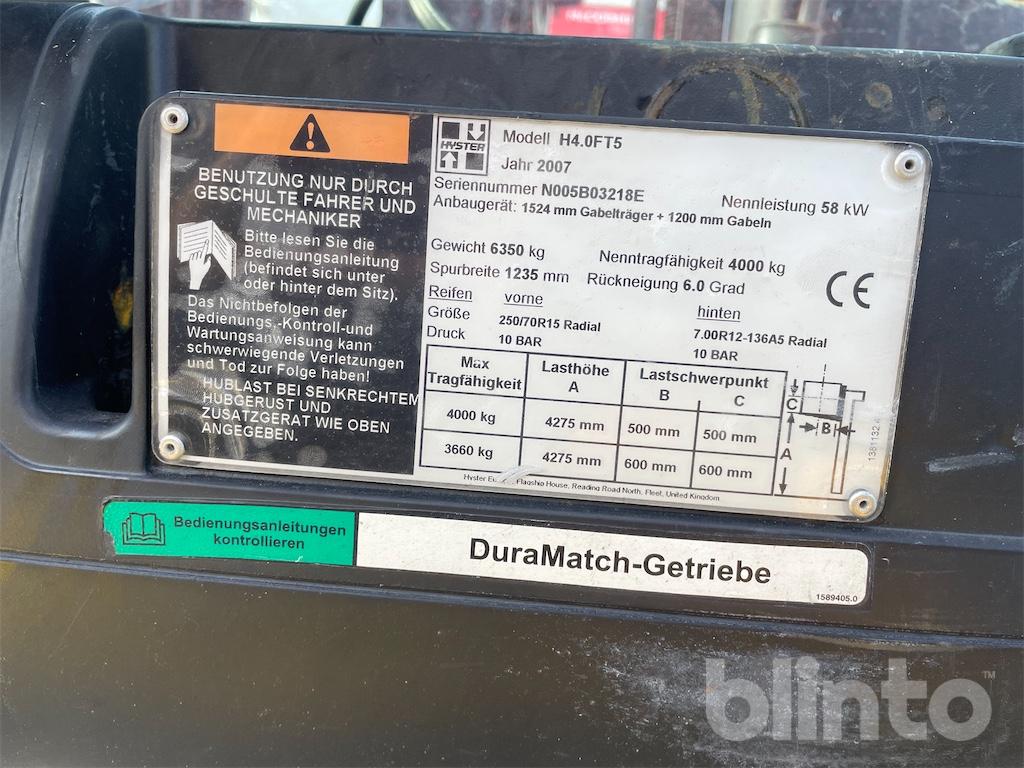 BENUTZUNG NUR DURCH
GESCHULTE FAHRER UND
MECHANIKER
Bitte lesen Sie die
Bedienungsanleitung
(befindet sich unter
oder hinter dem Sitz).
Das Nichtbefolgen der
Bedienungs,-Kontroll-und
Wartungsanweisung kann
schwerwiegende Verletzungen
und Tod zur Folge haben!
HUBLAST BEI SENKRECHTEM
HUBGERUST UND
ZUSATZGERAT WIE OBEN
ANGEGEBEN.
HYSTER
Modell H4.0FT5
Jahr 2007
Seriennummer N005B03218E
Nennleistung 58 kW
Anbaugerät: 1524 mm Gabelträger + 1200 mm Gabeln
Gewicht 6350 kg Nenntragfähigkeit 4000 kg
Spurbreite 1235 mm Rückneigung 6.0 Grad
CE
Reifen vorne hinten
Größe 250/70R15 Radial 7.00R12-136A5 Radial
Druck 10 BAR 10 BAR
Max Lasthöhe Lastschwerpunkt
Tragfähigkeit A B C
4000 kg 4275 mm 500 mm 500 mm
3660 kg 4275 mm 600 mm 600 mm
C
B
A
1381132
Hyster Flagship House, Reading Road North, Fleet, United Kingdom
Bedienungsanleitungen
kontrollieren
DuraMatch-Getriebe
1589405.0
blinto™